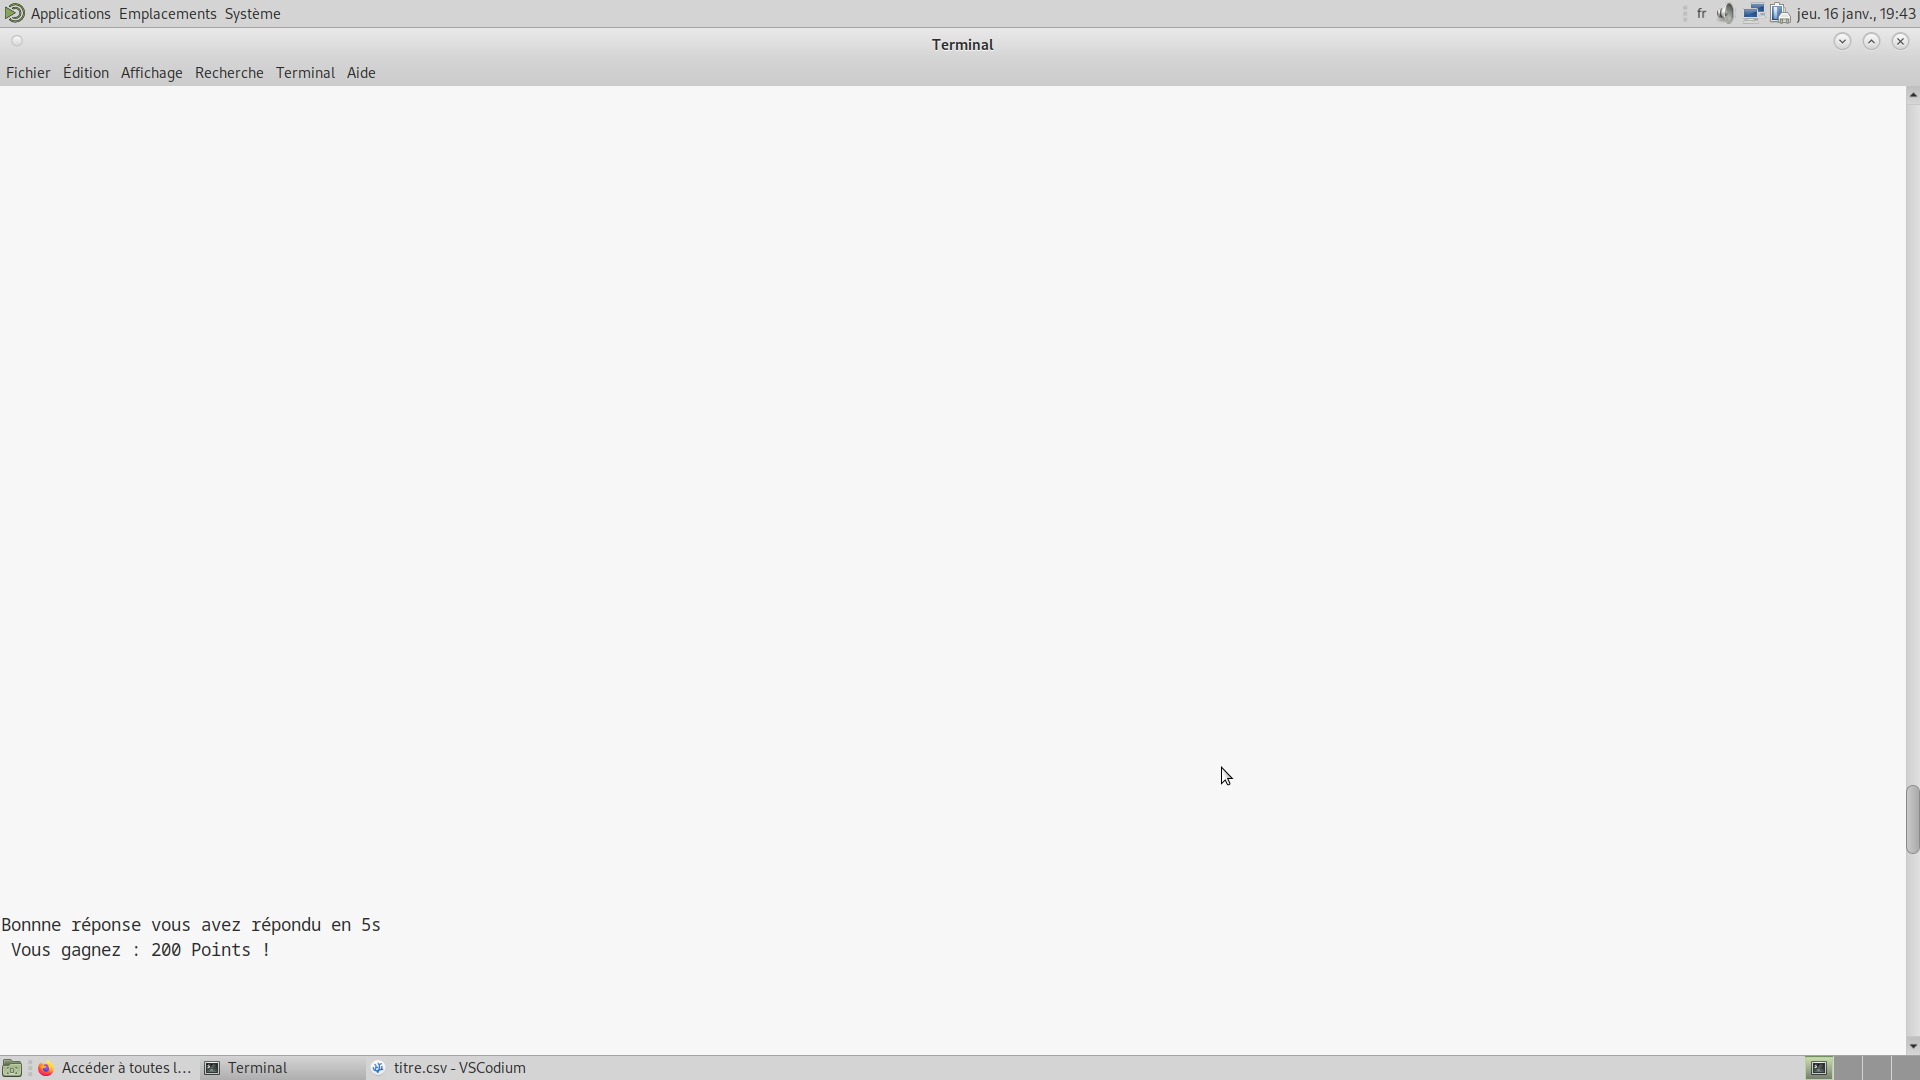 Applications Emplacements Système
fr
jeu. 16 janv., 19:43
Terminal
Fichier Édition Affichage Recherche Terminal Aide
Bonnne réponse vous avez répondu en 5s
Vous gagnez : 200 Points !
Accéder à toutes l…
Terminal
titre.csv - VSCodium